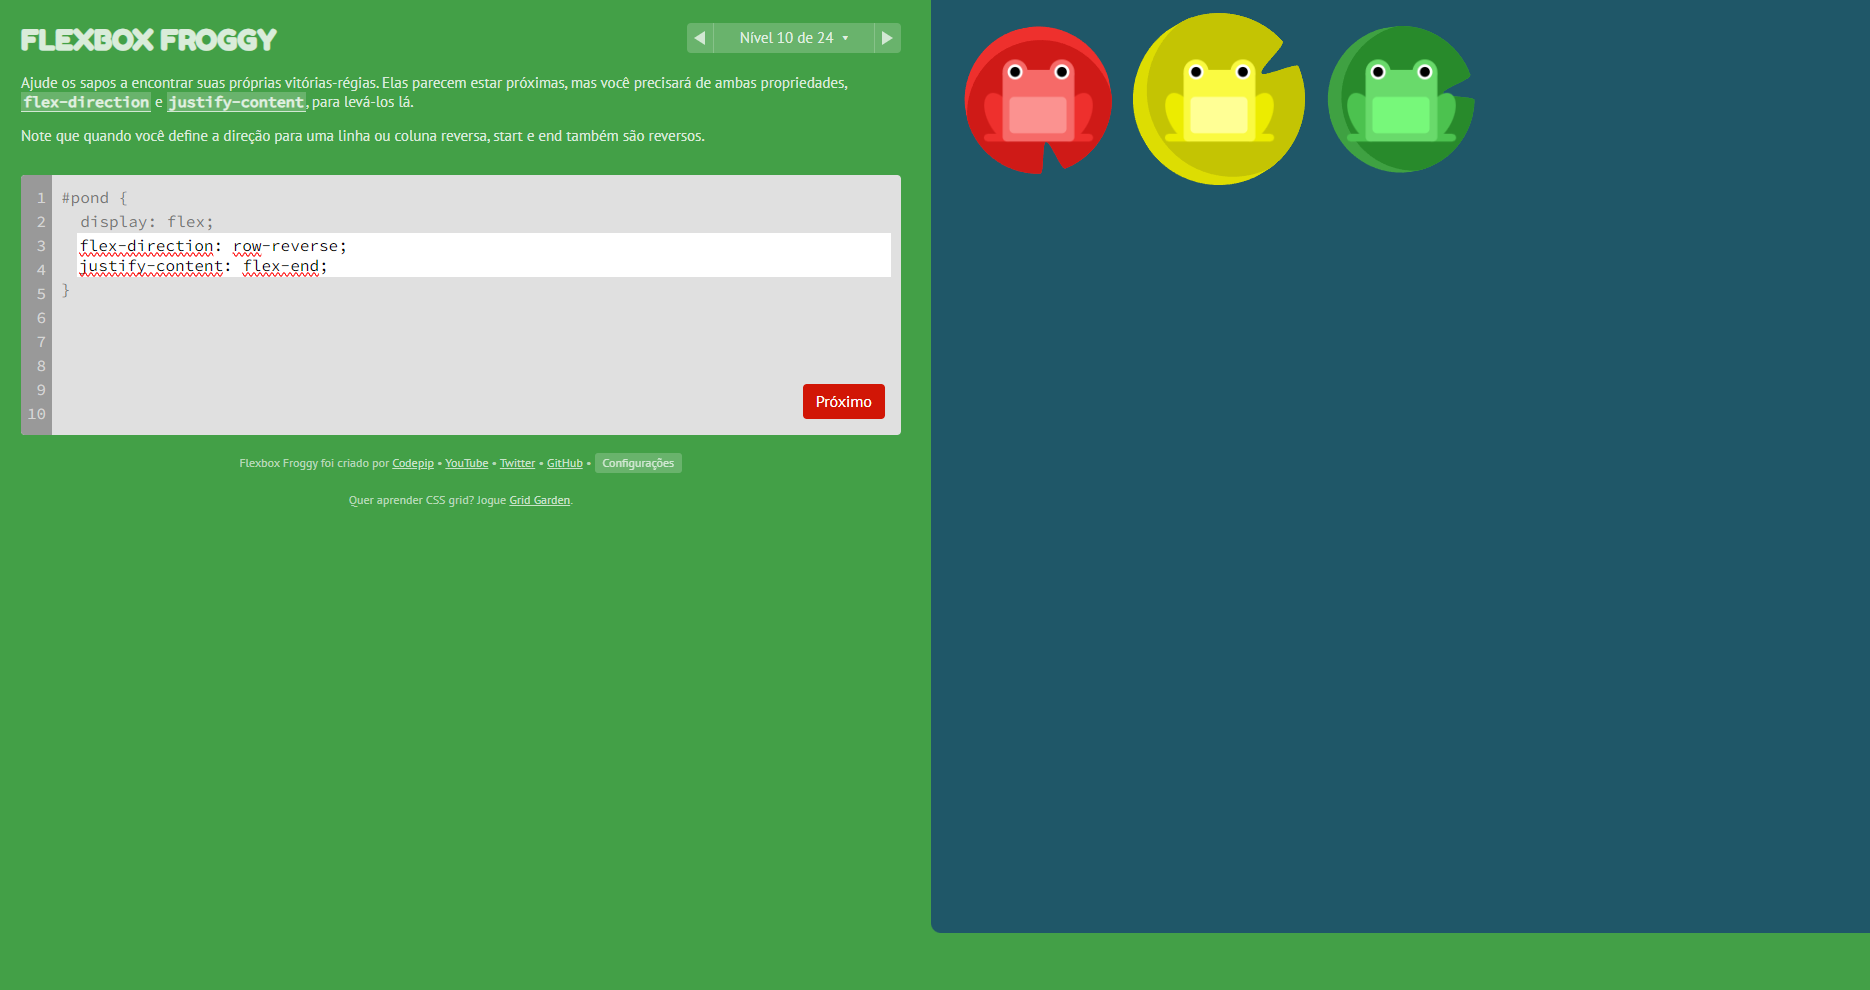 FLEXBOX FROGGY
Nível 10 de 24
Ajude os sapos a encontrar suas próprias vitórias-régias. Elas parecem estar próximas, mas você precisará de ambas propriedades,
flex-direction e justify-content, para levá-los lá.
Note que quando você define a direção para uma linha ou coluna reversa, start e end também são reversos.
1 #pond {
2 display: flex;
3 flex-direction: row-reverse;
4 justify-content: flex-end;
5 }
6
7
8
9
10
Próximo
Flexbox Froggy foi criado por Codepip • YouTube • Twitter • GitHub • Configurações
Quer aprender CSS grid? Jogue Grid Garden.